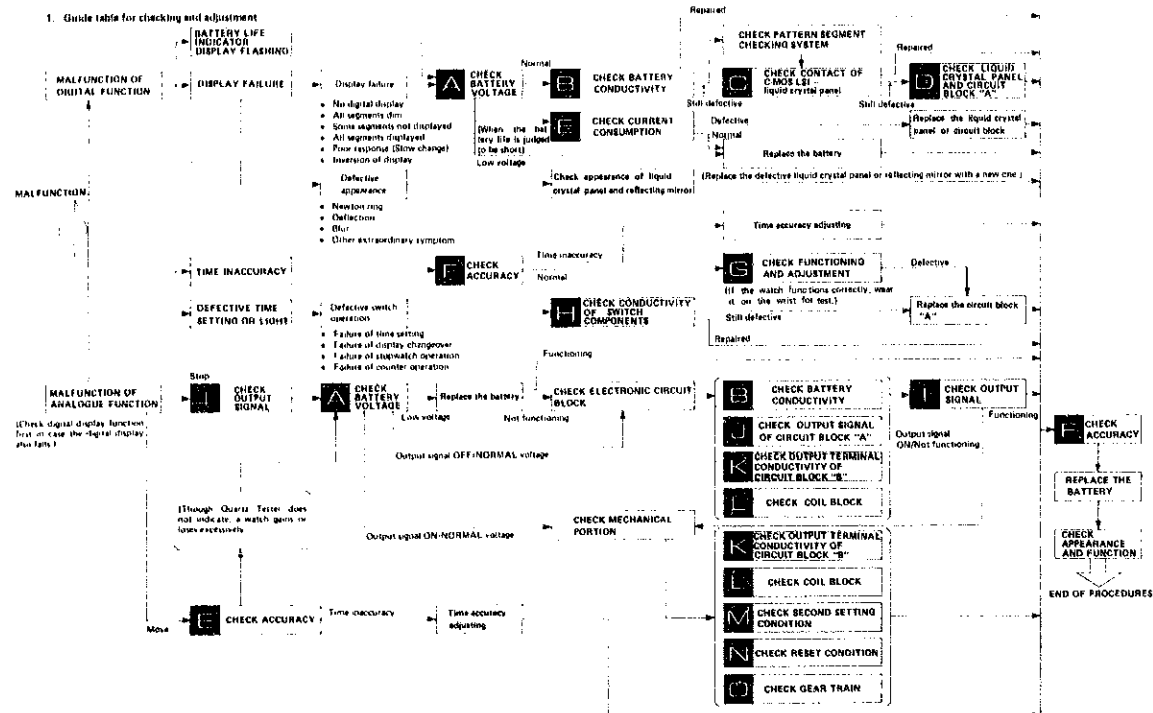 1. Guide table for checking and adjustment
BATTERY LIFE
INDICATOR
DISPLAY FLASHING
MALFUNCTION OF
DIGITAL FUNCTION
DISPLAY FAILURE
Display failure
• No digital display
• All segments dim
• Some segments not displayed
• All segments displayed
• Poor response (Slow change)
• Inversion of display
A CHECK
BATTERY
VOLTAGE
Normal
(When the bat
tery life is judged
to be short)
Low voltage
B CHECK BATTERY
CONDUCTIVITY
E CHECK CURRENT
CONSUMPTION
Repaired
CHECK PATTERN SEGMENT
CHECKING SYSTEM
C CHECK CONTACT OF
C-MOS LSI –
liquid crystal panel
Still defective
Defective
Normal
Replace the battery
Repaired
D CHECK LIQUID
CRYSTAL PANEL
AND CIRCUIT
BLOCK "A"
Still defective
(Replace the liquid crystal
panel or circuit block
MALFUNCTION
Defective
appearance
• Newton ring
• Deflection
• Blur
• Other extraordinary symptom
Check appearance of liquid
crystal panel and reflecting mirror
(Replace the defective liquid crystal panel or reflecting mirror with a new one.)
TIME INACCURACY
F CHECK
ACCURACY
Time inaccuracy
Normal
Time accuracy adjusting
G CHECK FUNCTIONING
AND ADJUSTMENT
(If the watch functions correctly, wear
it on the wrist for test.)
Defective
Replace the circuit block
"A"
Still defective
Repaired
DEFECTIVE TIME
SETTING OR LIGHT
Defective switch
operation
• Failure of time setting
• Failure of display changeover
• Failure of stopwatch operation
• Failure of counter operation
H CHECK CONDUCTIVITY
OF SWITCH
COMPONENTS
Functioning
MALFUNCTION OF
ANALOGUE FUNCTION
(Check digital display function
first in case the digital display
also fails.)
Stop
I CHECK
OUTPUT
SIGNAL
A CHECK
BATTERY
VOLTAGE
Low voltage
Replace the battery
Not functioning
CHECK ELECTRONIC CIRCUIT
BLOCK
Output signal OFF·NORMAL voltage
B CHECK BATTERY
CONDUCTIVITY
J CHECK OUTPUT SIGNAL
OF CIRCUIT BLOCK "A"
K CHECK OUTPUT TERMINAL
CONDUCTIVITY OF
CIRCUIT BLOCK "B"
L CHECK COIL BLOCK
I CHECK OUTPUT
SIGNAL
Functioning
Output signal
ON/Not functioning
F CHECK
ACCURACY
REPLACE THE
BATTERY
CHECK
APPEARANCE
AND FUNCTION
END OF PROCEDURES
(Though Quartz Tester does
not indicate, a watch gains or
loses excessively
Output signal ON·NORMAL voltage
CHECK MECHANICAL
PORTION
K CHECK OUTPUT TERMINAL
CONDUCTIVITY OF
CIRCUIT BLOCK "B"
L CHECK COIL BLOCK
M CHECK SECOND SETTING
CONDITION
N CHECK RESET CONDITION
O CHECK GEAR TRAIN
Move
F CHECK ACCURACY
Time inaccuracy
Time accuracy
adjusting